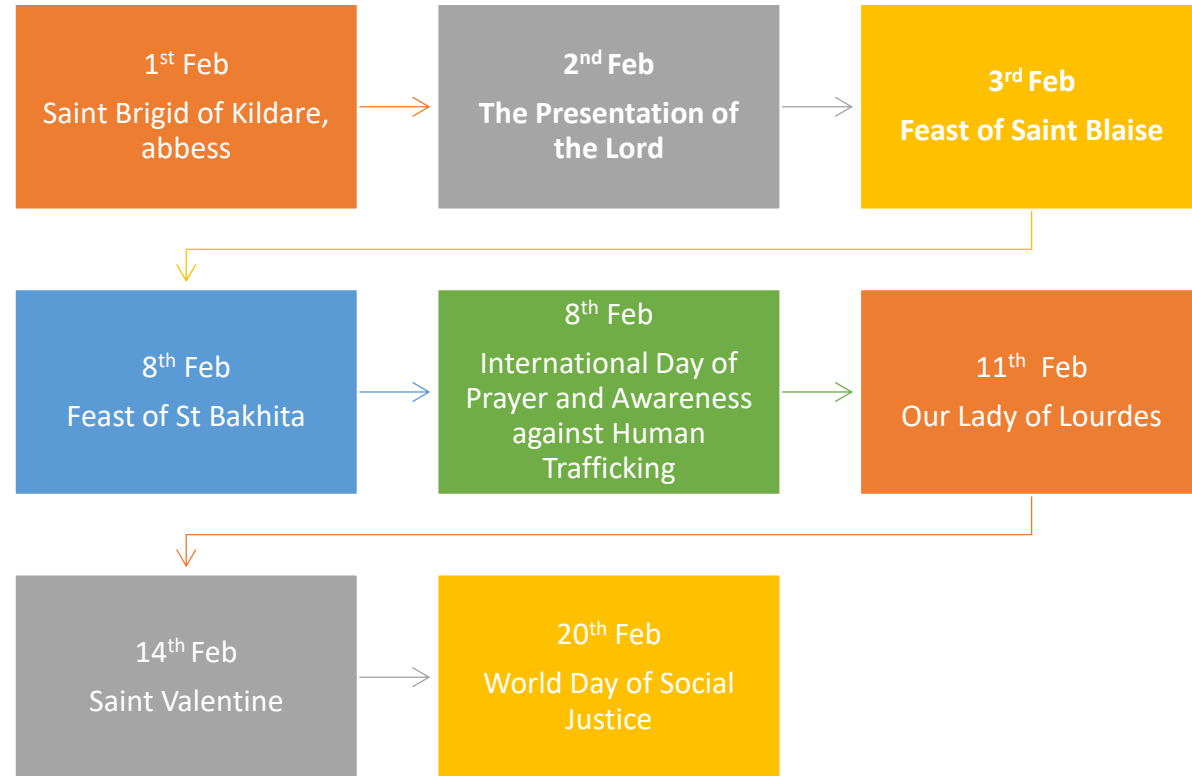 1st Feb
Saint Brigid of Kildare,
abbess
2nd Feb
The Presentation of
the Lord
3rd Feb
Feast of Saint Blaise
8th Feb
Feast of St Bakhita
8th Feb
International Day of
Prayer and Awareness
against Human
Trafficking
11th Feb
Our Lady of Lourdes
14th Feb
Saint Valentine
20th Feb
World Day of Social
Justice